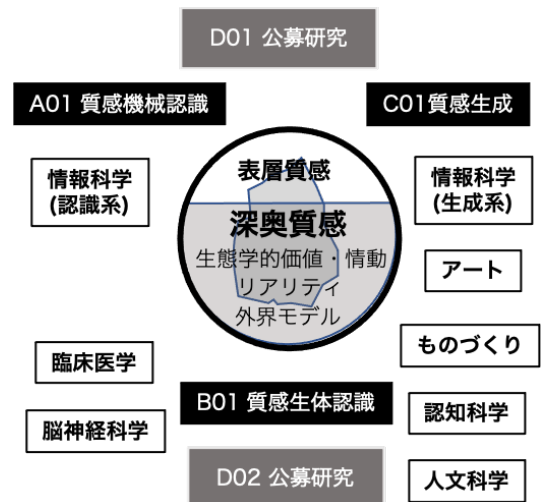 D01 公募研究
A01 質感機械認識
C01質感生成
情報科学
(認識系)
表層質感
深奥質感
生態学的価値・情動
リアリティ
外界モデル
情報科学
(生成系)
アート
ものづくり
臨床医学
脳神経科学
B01 質感生体認識
認知科学
D02 公募研究
人文科学